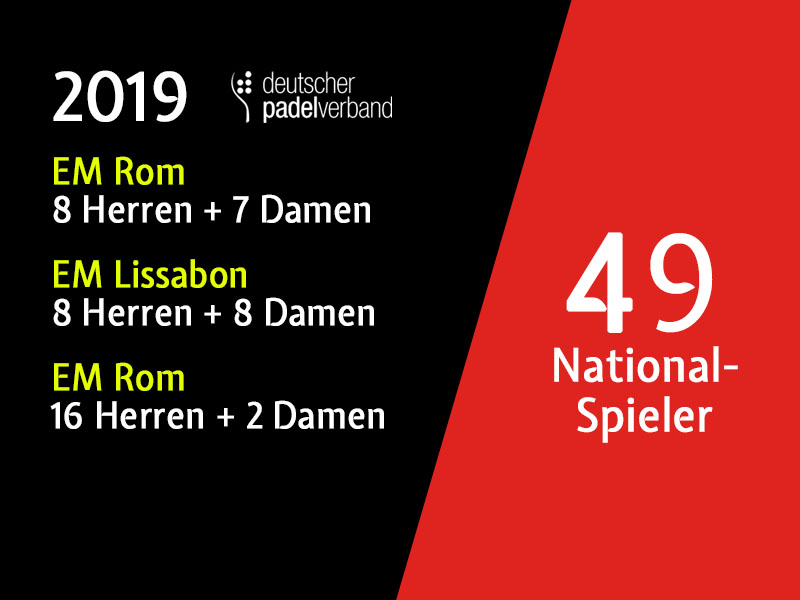 2019
deutscher
padelverband
EM Rom
8 Herren + 7 Damen
EM Lissabon
8 Herren + 8 Damen
EM Rom
16 Herren + 2 Damen
49
National-
Spieler